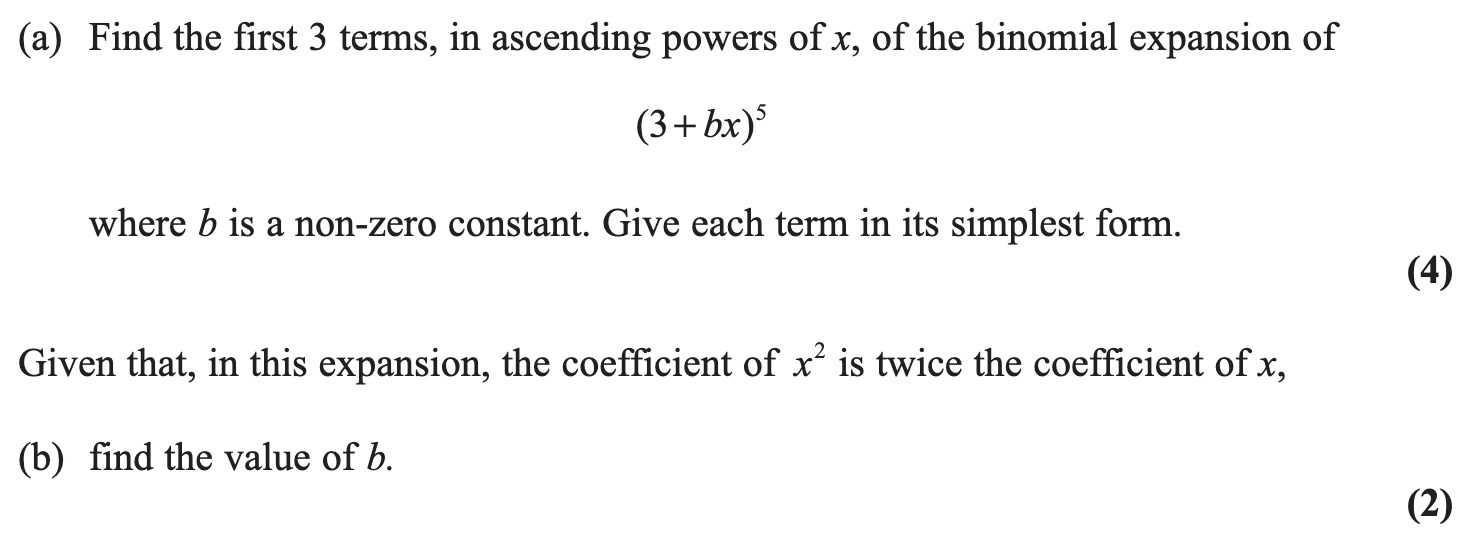 (a) Find the first 3 terms, in ascending powers of x, of the binomial expansion of
(3 + bx)⁵
where b is a non-zero constant. Give each term in its simplest form.
(4)
Given that, in this expansion, the coefficient of x² is twice the coefficient of x,
(b) find the value of b.
(2)